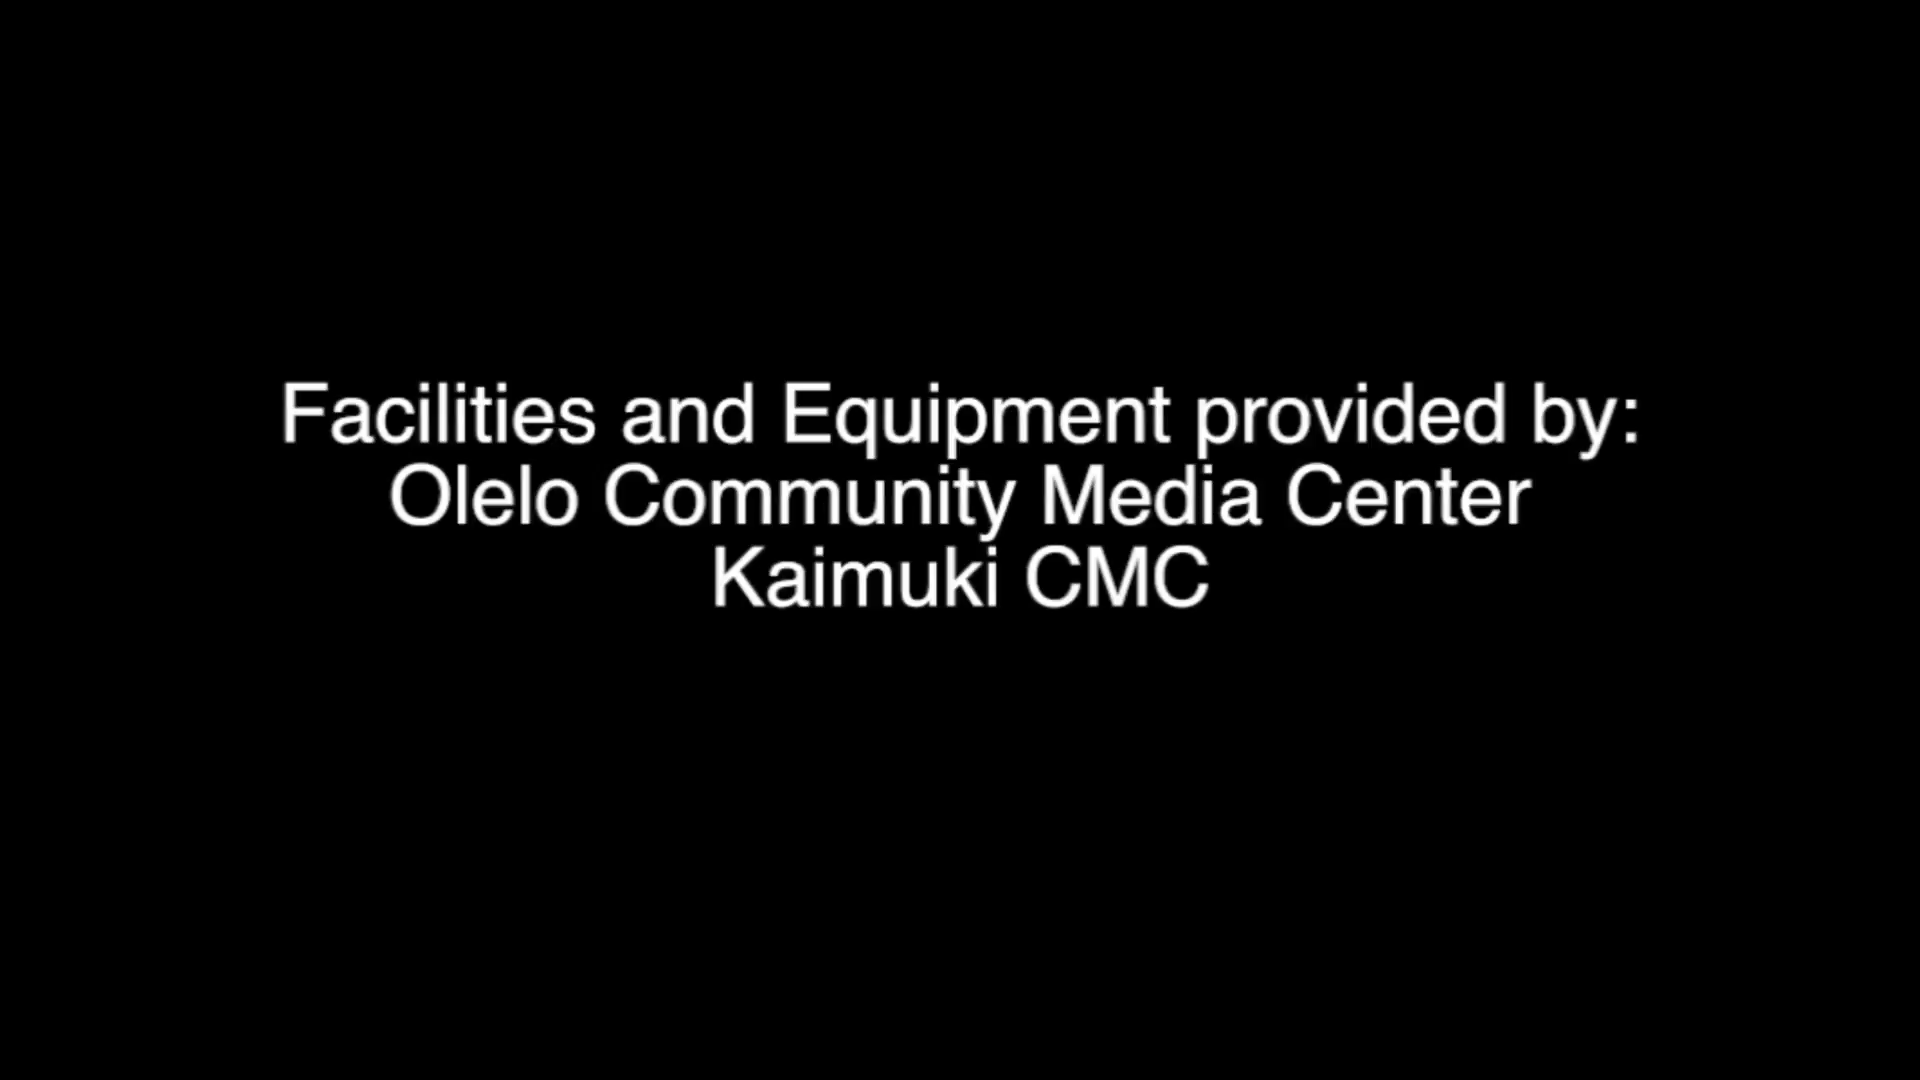 Facilities and Equipment provided by:
Olelo Community Media Center
Kaimuki CMC